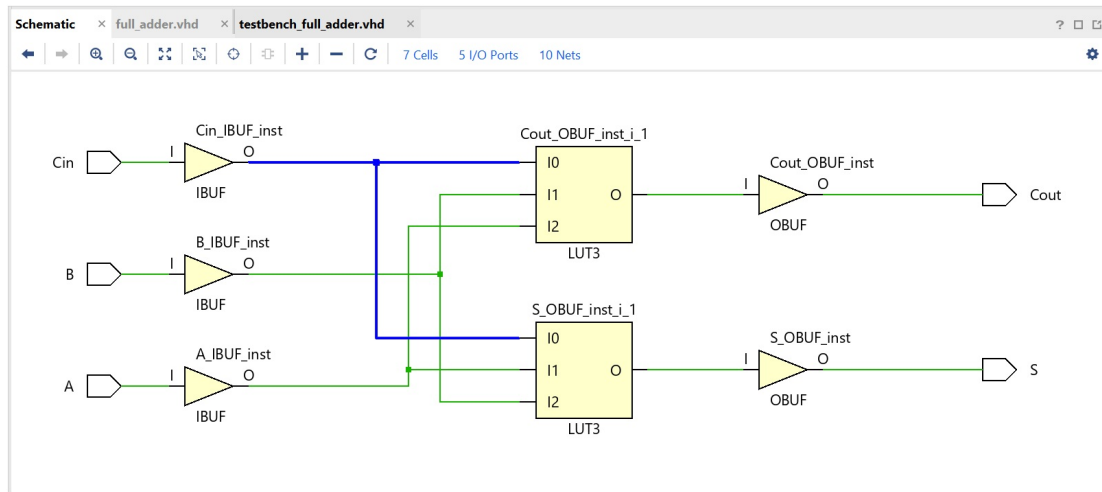 Schematic × full_adder.vhd × testbench_full_adder.vhd × ?
7 Cells 5 I/O Ports 10 Nets
Cin_IBUF_inst
Cin I O
IBUF
B_IBUF_inst
B I O
IBUF
A_IBUF_inst
A I O
IBUF
Cout_OBUF_inst_i_1
I0
I1 O
I2
LUT3
S_OBUF_inst_i_1
I0
I1 O
I2
LUT3
Cout_OBUF_inst
I O Cout
OBUF
S_OBUF_inst
I O S
OBUF